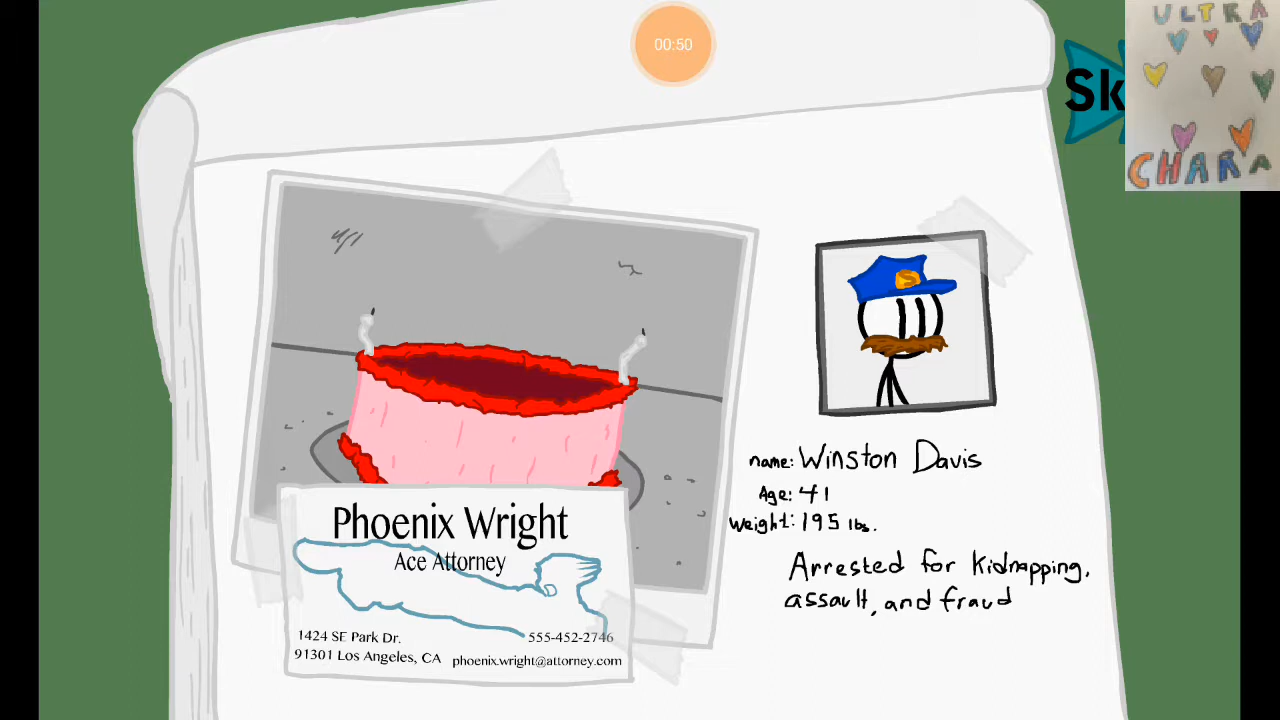 00:50
Sk
ULTRA
CHARA
Phoenix Wright
Ace Attorney
1424 SE Park Dr.
555-452-2746
91301 Los Angeles, CA
phoenix.wright@attorney.com
S
name: Winston Davis
Age: 41
Weight: 195 lbs.
Arrested for kidnapping,
assault, and fraud